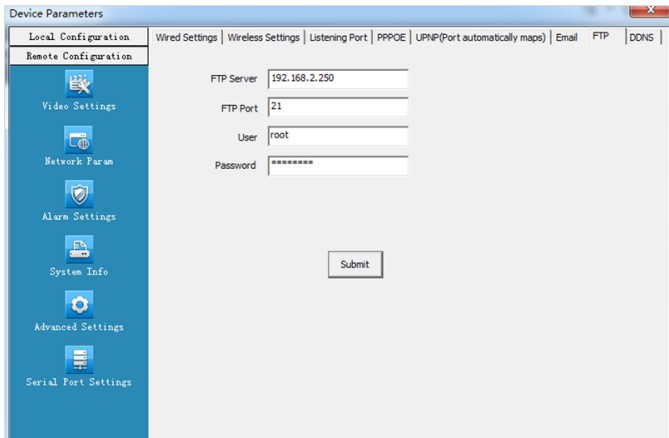 Device Parameters
Local Configuration
Remote Configuration
Video Settings
Network Param
Alarm Settings
System Info
Advanced Settings
Serial Port Settings
Wired Settings Wireless Settings Listening Port PPPOE UPNP(Port automatically maps) Email FTP DDNS
FTP Server 192.168.2.250
FTP Port 21
User root
Password ********
Submit